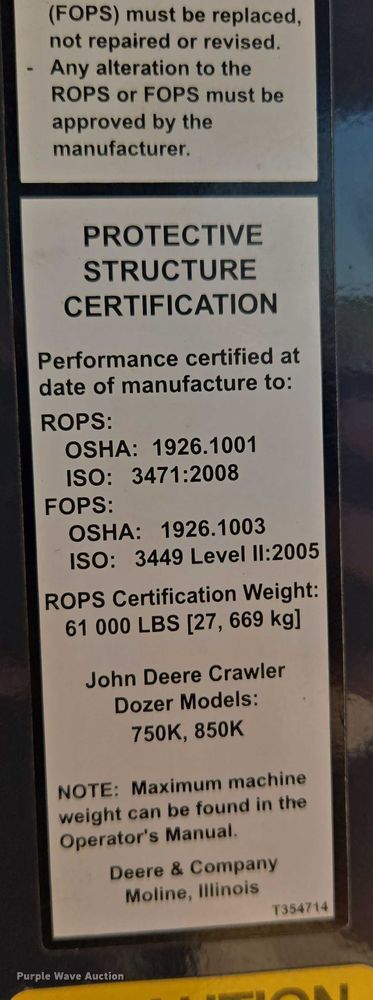 (FOPS) must be replaced,
not repaired or revised.
- Any alteration to the
ROPS or FOPS must be
approved by the
manufacturer.
PROTECTIVE
STRUCTURE
CERTIFICATION
Performance certified at
date of manufacture to:
ROPS:
OSHA: 1926.1001
ISO: 3471:2008
FOPS:
OSHA: 1926.1003
ISO: 3449 Level II:2005
ROPS Certification Weight:
61 000 LBS [27, 669 kg]
John Deere Crawler
Dozer Models:
750K, 850K
NOTE: Maximum machine
weight can be found in the
Operator's Manual.
Deere & Company
Moline, Illinois
T354714
Purple Wave Auction